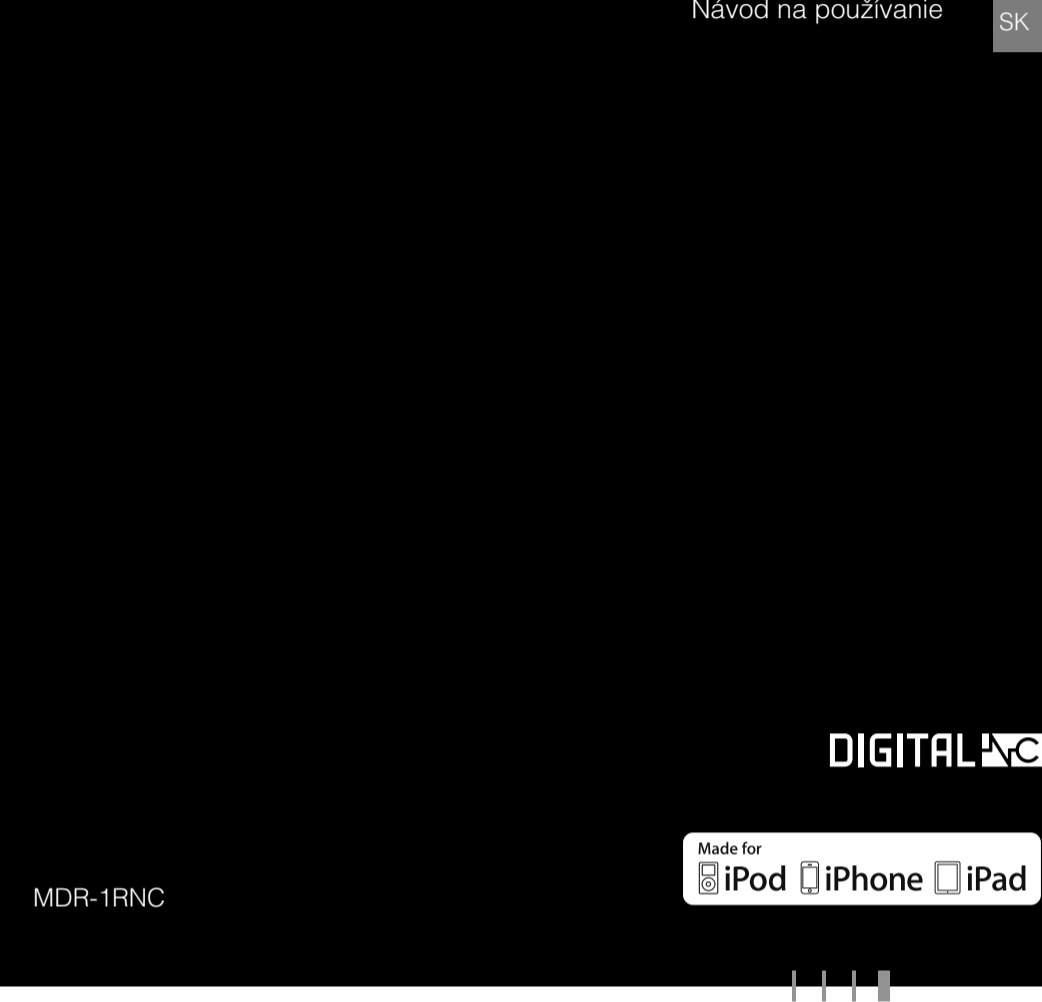 Návod na používanie
SK
DIGITAL NC
Made for
iPod iPhone iPad
MDR-1RNC